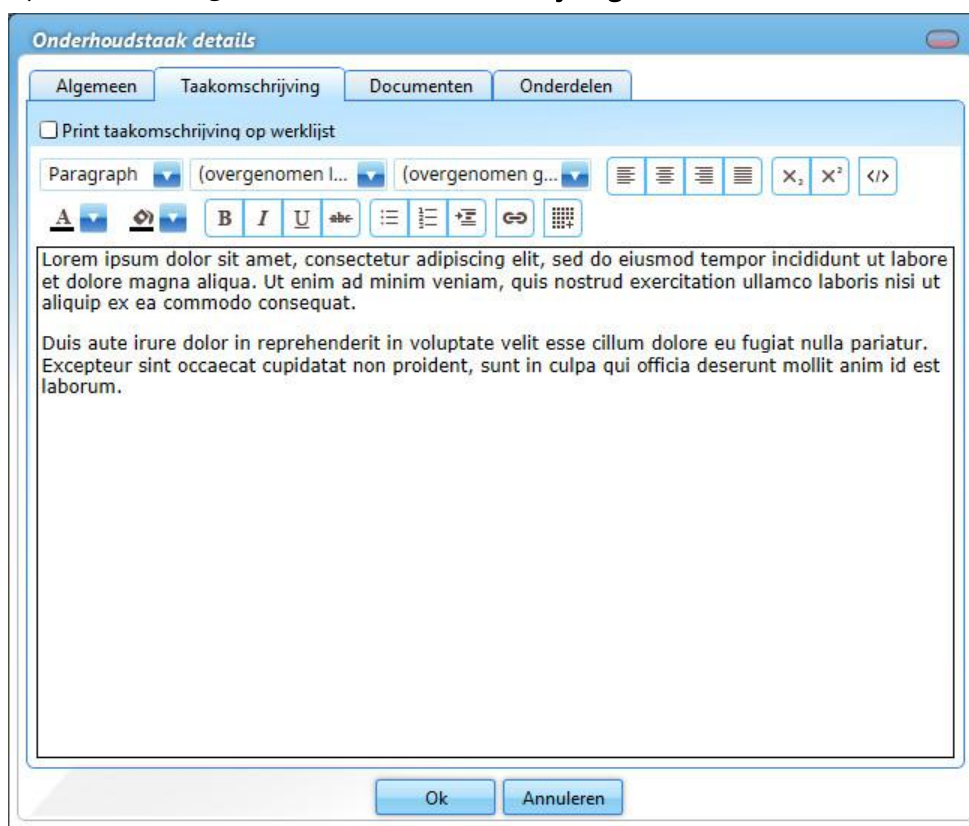 Onderhoudstaak details
Algemeen Taakomschrijving Documenten Onderdelen
Print taakomschrijving op werklijst
Paragraph (overgenomen l... (overgenomen g... X₂ X² </>
A B I U abc
Lorem ipsum dolor sit amet, consectetur adipiscing elit, sed do eiusmod tempor incididunt ut labore
et dolore magna aliqua. Ut enim ad minim veniam, quis nostrud exercitation ullamco laboris nisi ut
aliquip ex ea commodo consequat.
Duis aute irure dolor in reprehenderit in voluptate velit esse cillum dolore eu fugiat nulla pariatur.
Excepteur sint occaecat cupidatat non proident, sunt in culpa qui officia deserunt mollit anim id est
laborum.
Ok Annuleren